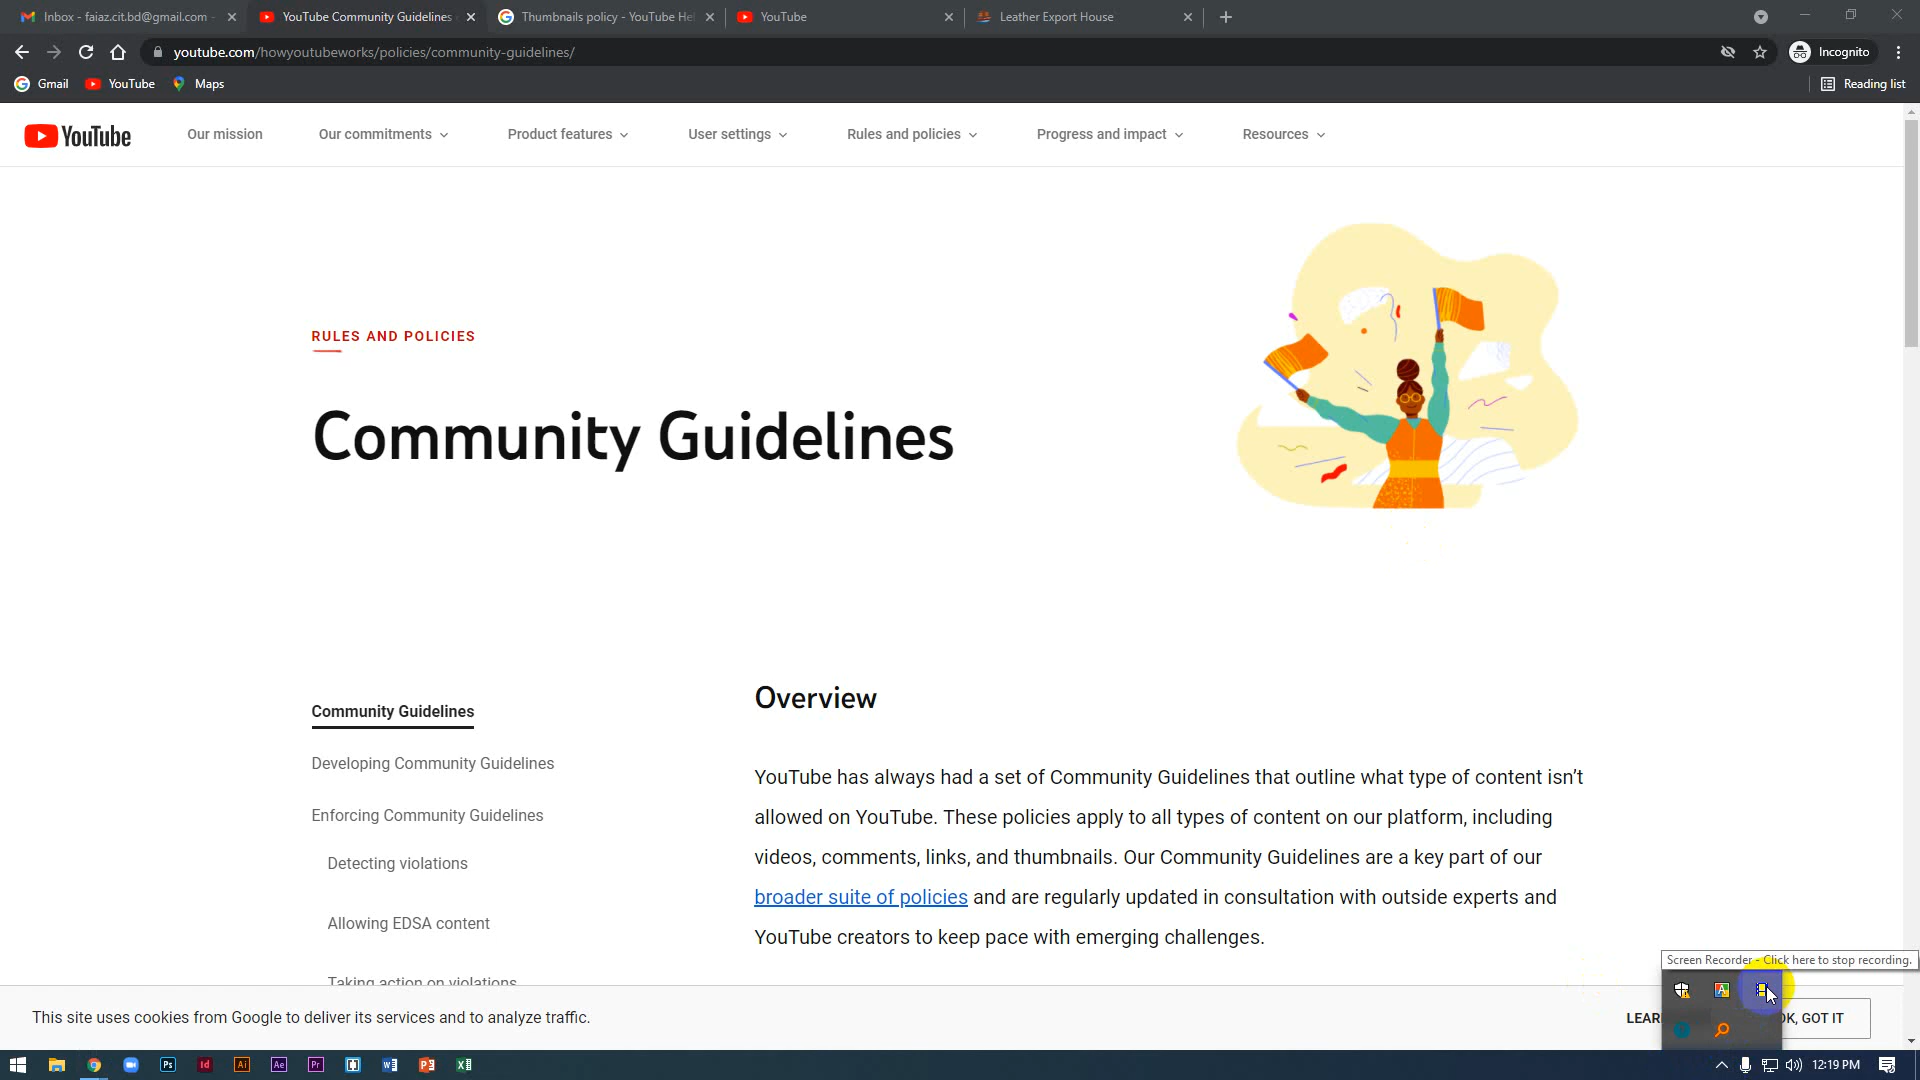 Inbox - faiaz.cit.bd@gmail.com -
YouTube Community Guidelines
Thumbnails policy - YouTube Hel
YouTube
Leather Export House
youtube.com/howyoutubeworks/policies/community-guidelines/
Incognito
Gmail
YouTube
Maps
Reading list
YouTube
Our mission
Our commitments
Product features
User settings
Rules and policies
Progress and impact
Resources
RULES AND POLICIES
Community Guidelines
Community Guidelines
Developing Community Guidelines
Enforcing Community Guidelines
Detecting violations
Allowing EDSA content
Taking action on violations
Overview
YouTube has always had a set of Community Guidelines that outline what type of content isn’t
allowed on YouTube. These policies apply to all types of content on our platform, including
videos, comments, links, and thumbnails. Our Community Guidelines are a key part of our
broader suite of policies and are regularly updated in consultation with outside experts and
YouTube creators to keep pace with emerging challenges.
Screen Recorder - Click here to stop recording.
This site uses cookies from Google to deliver its services and to analyze traffic.
LEAR
OK, GOT IT
Ps
Id
Ai
Ae
Pr
12:19 PM